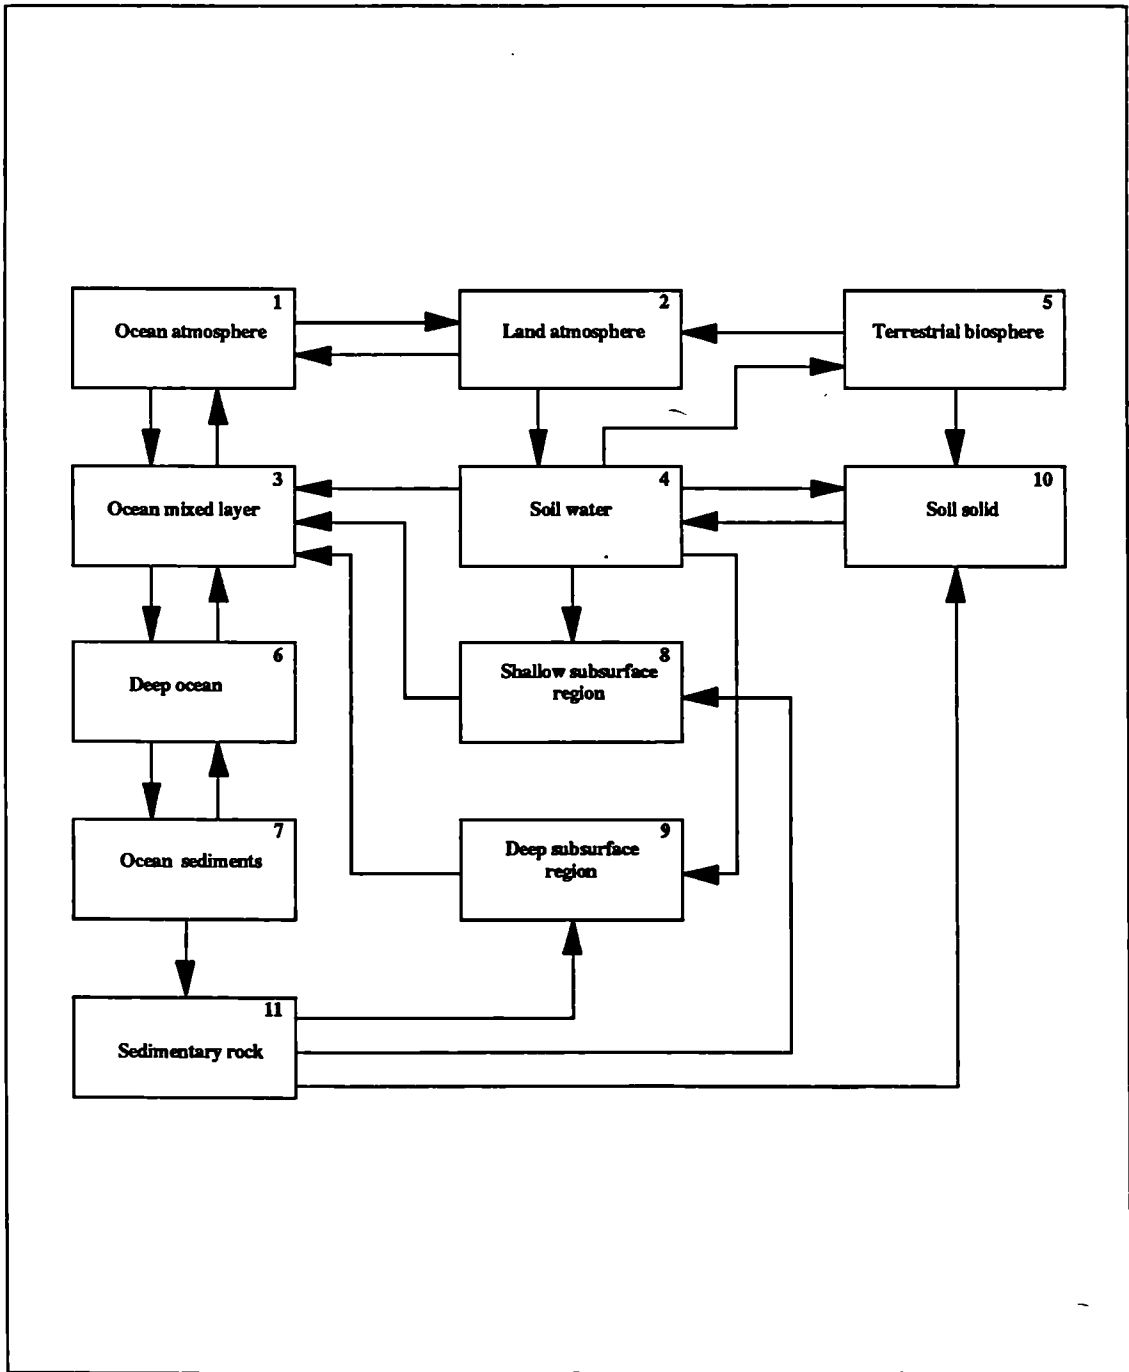 1
Ocean atmosphere
2
Land atmosphere
5
Terrestrial biosphere
3
Ocean mixed layer
4
Soil water
10
Soil solid
6
Deep ocean
8
Shallow subsurface
region
7
Ocean sediments
9
Deep subsurface
region
11
Sedimentary rock